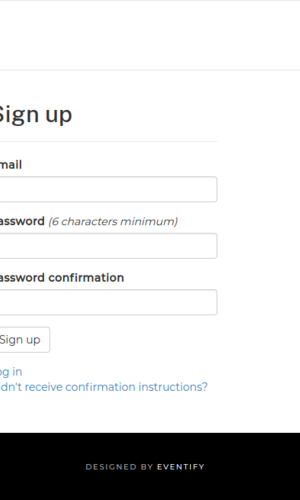 Sign up
mail
assword (6 characters minimum)
assword confirmation
Sign up
og in
idn't receive confirmation instructions?
DESIGNED BY EVENTIFY